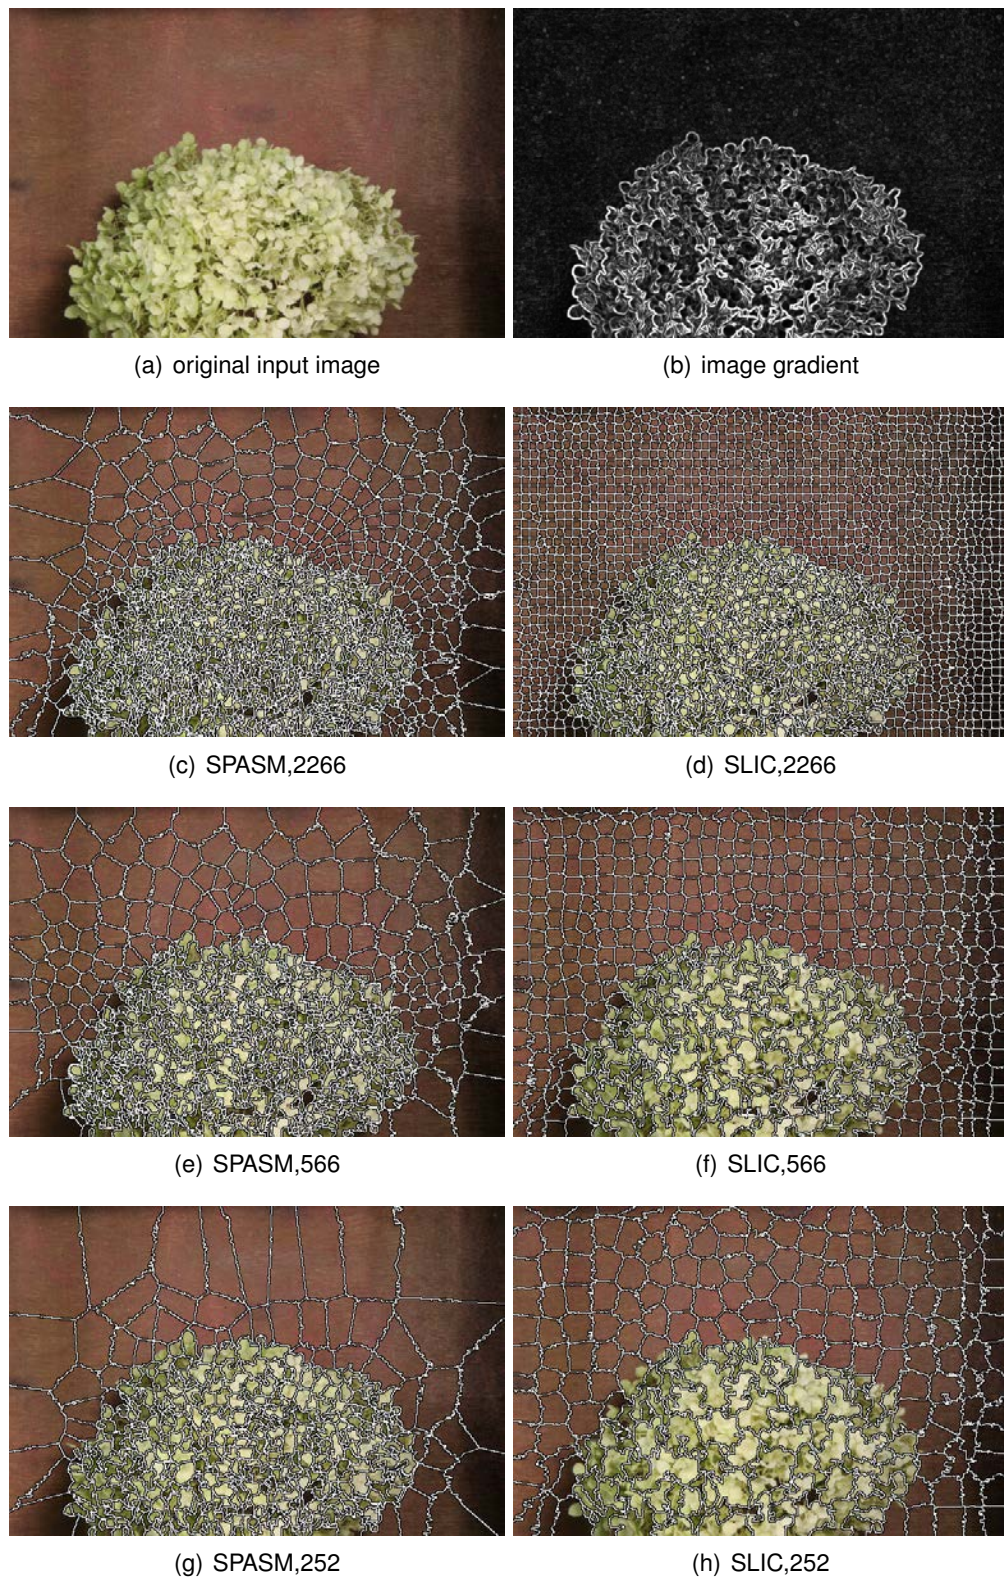 (a) original input image
(b) image gradient
(c) SPASM,2266
(d) SLIC,2266
(e) SPASM,566
(f) SLIC,566
(g) SPASM,252
(h) SLIC,252